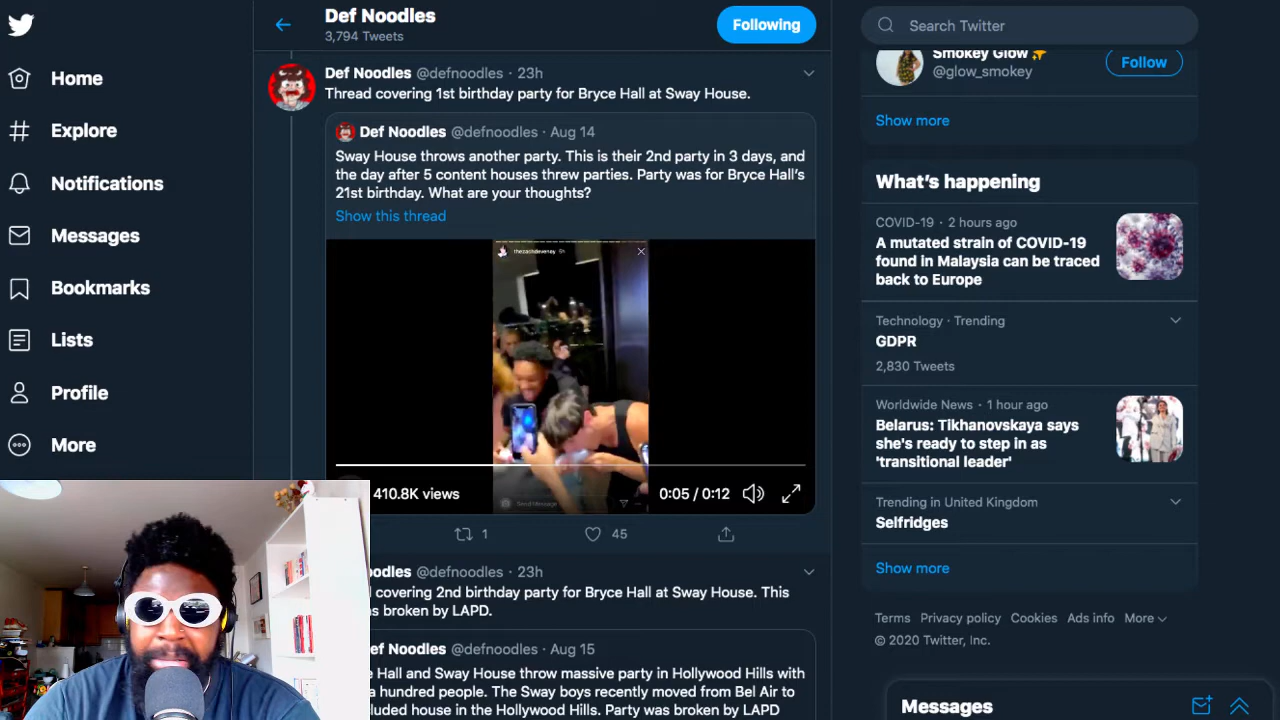 Home
Explore
Notifications
Messages
Bookmarks
Lists
Profile
More
Def Noodles
3,794 Tweets
Following
Def Noodles @defnoodles · 23h
Thread covering 1st birthday party for Bryce Hall at Sway House.
Def Noodles @defnoodles · Aug 14
Sway House throws another party. This is their 2nd party in 3 days, and
the day after 5 content houses threw parties. Party was for Bryce Hall's
21st birthday. What are your thoughts?
Show this thread
thezachdeveney 6h
Send Message
410.8K views
0:05 / 0:12
1
45
oodles @defnoodles · 23h
covering 2nd birthday party for Bryce Hall at Sway House. This
s broken by LAPD.
ef Noodles @defnoodles · Aug 15
e Hall and Sway House throw massive party in Hollywood Hills with
a hundred people. The Sway boys recently moved from Bel Air to
luded house in the Hollywood Hills. Party was broken by LAPD
Search Twitter
Smokey Glow ✨
@glow_smokey
Follow
Show more
What's happening
COVID-19 · 2 hours ago
A mutated strain of COVID-19
found in Malaysia can be traced
back to Europe
Technology · Trending
GDPR
2,830 Tweets
Worldwide News · 1 hour ago
Belarus: Tikhanovskaya says
she's ready to step in as
'transitional leader'
Trending in United Kingdom
Selfridges
Show more
Terms Privacy policy Cookies Ads info More
© 2020 Twitter, Inc.
Messages